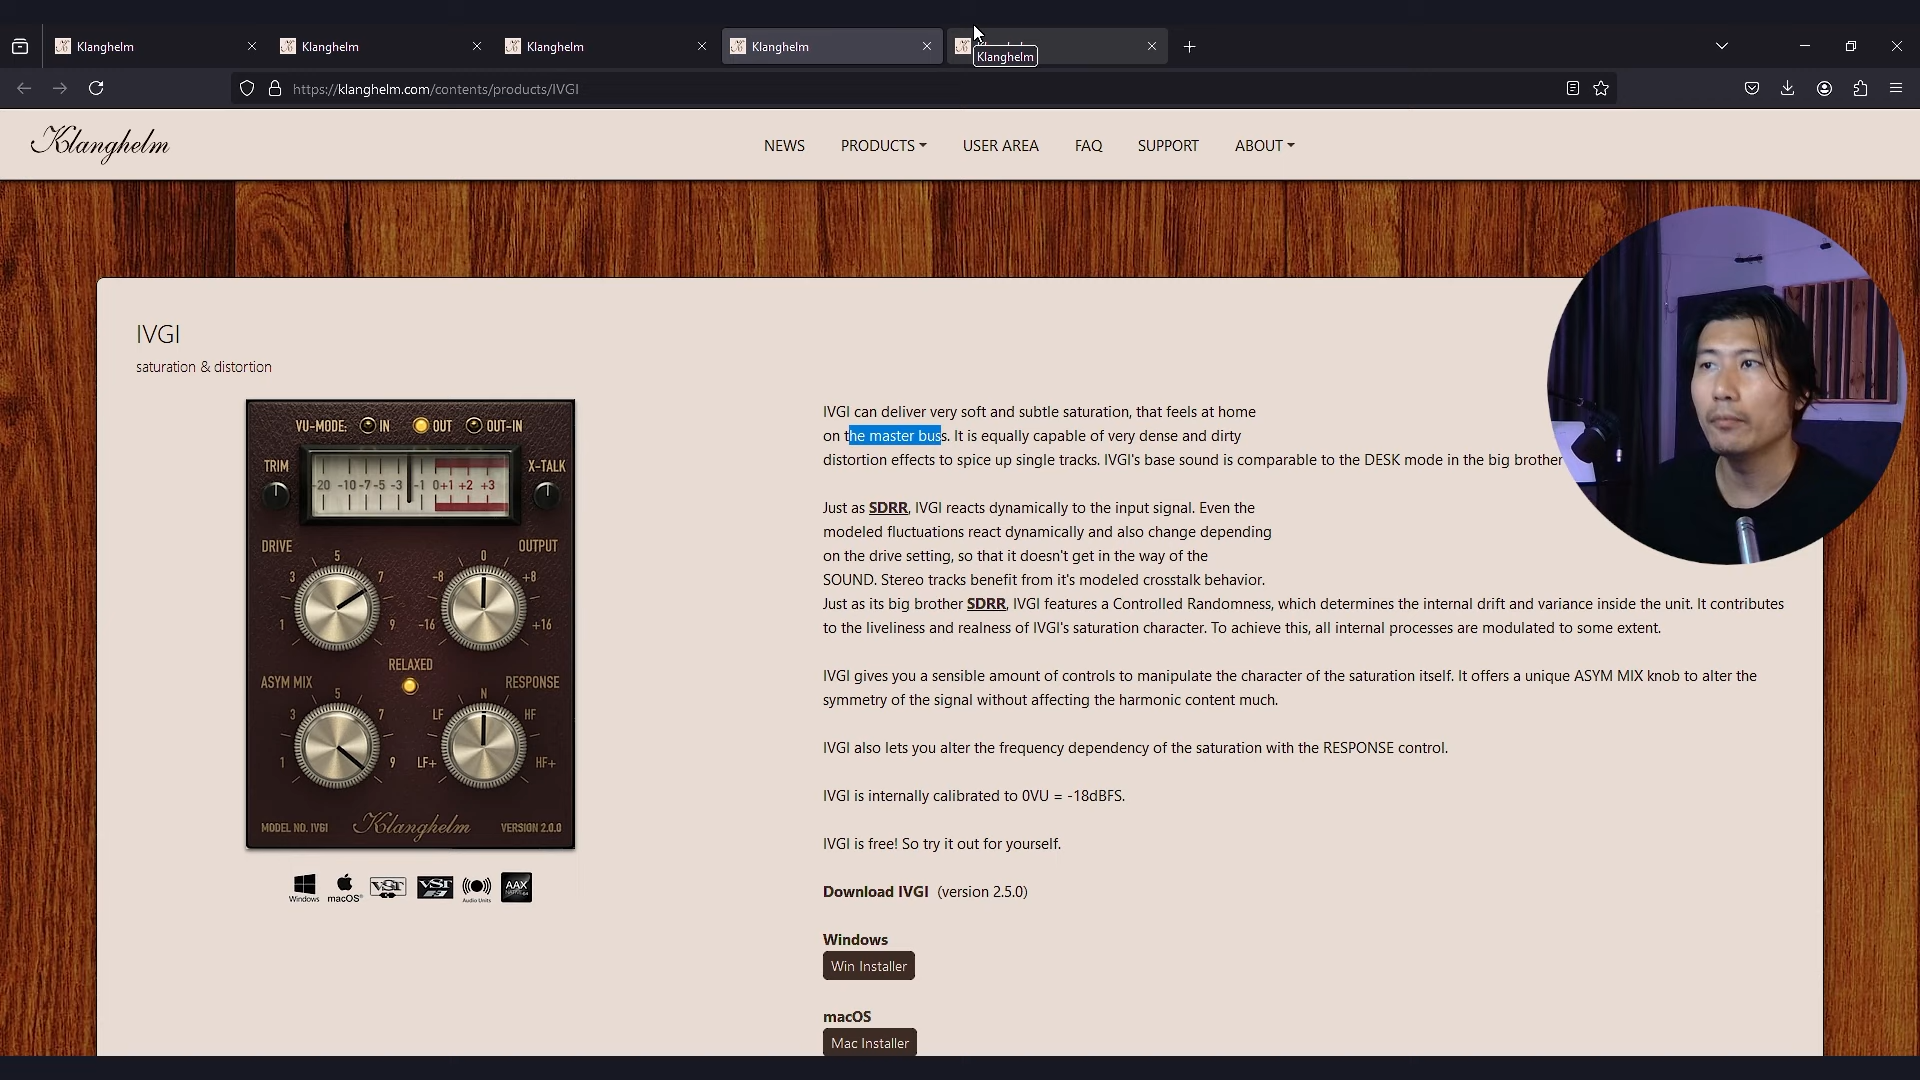 Klanghelm
Klanghelm
Klanghelm
Klanghelm
Klanghelm
https://klanghelm.com/contents/products/IVGI
Klanghelm
NEWS
PRODUCTS
USER AREA
FAQ
SUPPORT
ABOUT
IVGI
saturation & distortion
VU-MODE: IN OUT OUT-IN
TRIM
X-TALK
-20 -10 -7 -5 -3 -1 0 +1 +2 +3
DRIVE
OUTPUT
1 3 5 7 9
-16 -8 0 +8 +16
RELAXED
ASYM MIX
RESPONSE
1 3 5 7 9
LF+ LF N HF HF+
MODEL NO. IVGI
Klanghelm
VERSION 2.0.0
Windows
macOS
VST
VST 3
Audio Units
AAX
IVGI can deliver very soft and subtle saturation, that feels at home
on the master bus. It is equally capable of very dense and dirty
distortion effects to spice up single tracks. IVGI's base sound is comparable to the DESK mode in the big brother
Just as SDRR, IVGI reacts dynamically to the input signal. Even the
modeled fluctuations react dynamically and also change depending
on the drive setting, so that it doesn't get in the way of the
SOUND. Stereo tracks benefit from it's modeled crosstalk behavior.
Just as its big brother SDRR, IVGI features a Controlled Randomness, which determines the internal drift and variance inside the unit. It contributes
to the liveliness and realness of IVGI's saturation character. To achieve this, all internal processes are modulated to some extent.
IVGI gives you a sensible amount of controls to manipulate the character of the saturation itself. It offers a unique ASYM MIX knob to alter the
symmetry of the signal without affecting the harmonic content much.
IVGI also lets you alter the frequency dependency of the saturation with the RESPONSE control.
IVGI is internally calibrated to 0VU = -18dBFS.
IVGI is free! So try it out for yourself.
Download IVGI (version 2.5.0)
Windows
Win Installer
macOS
Mac Installer